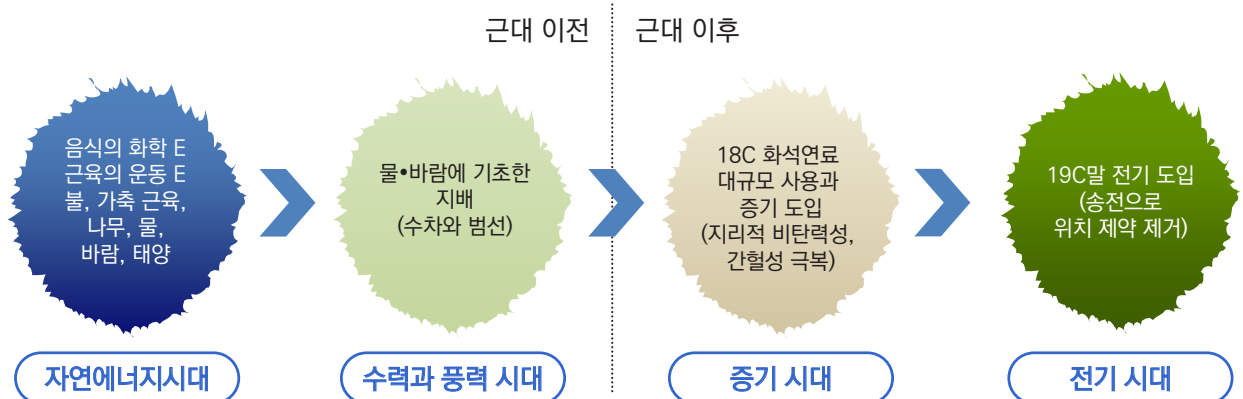 근대 이전
근대 이후
음식의 화학 E
근육의 운동 E
불, 가축 근육,
나무, 물,
바람, 태양
물•바람에 기초한
지배
(수차와 범선)
18C 화석연료
대규모 사용과
증기 도입
(지리적 비탄력성,
간헐성 극복)
19C말 전기 도입
(송전으로
위치 제약 제거)
자연에너지시대
수력과 풍력 시대
증기 시대
전기 시대